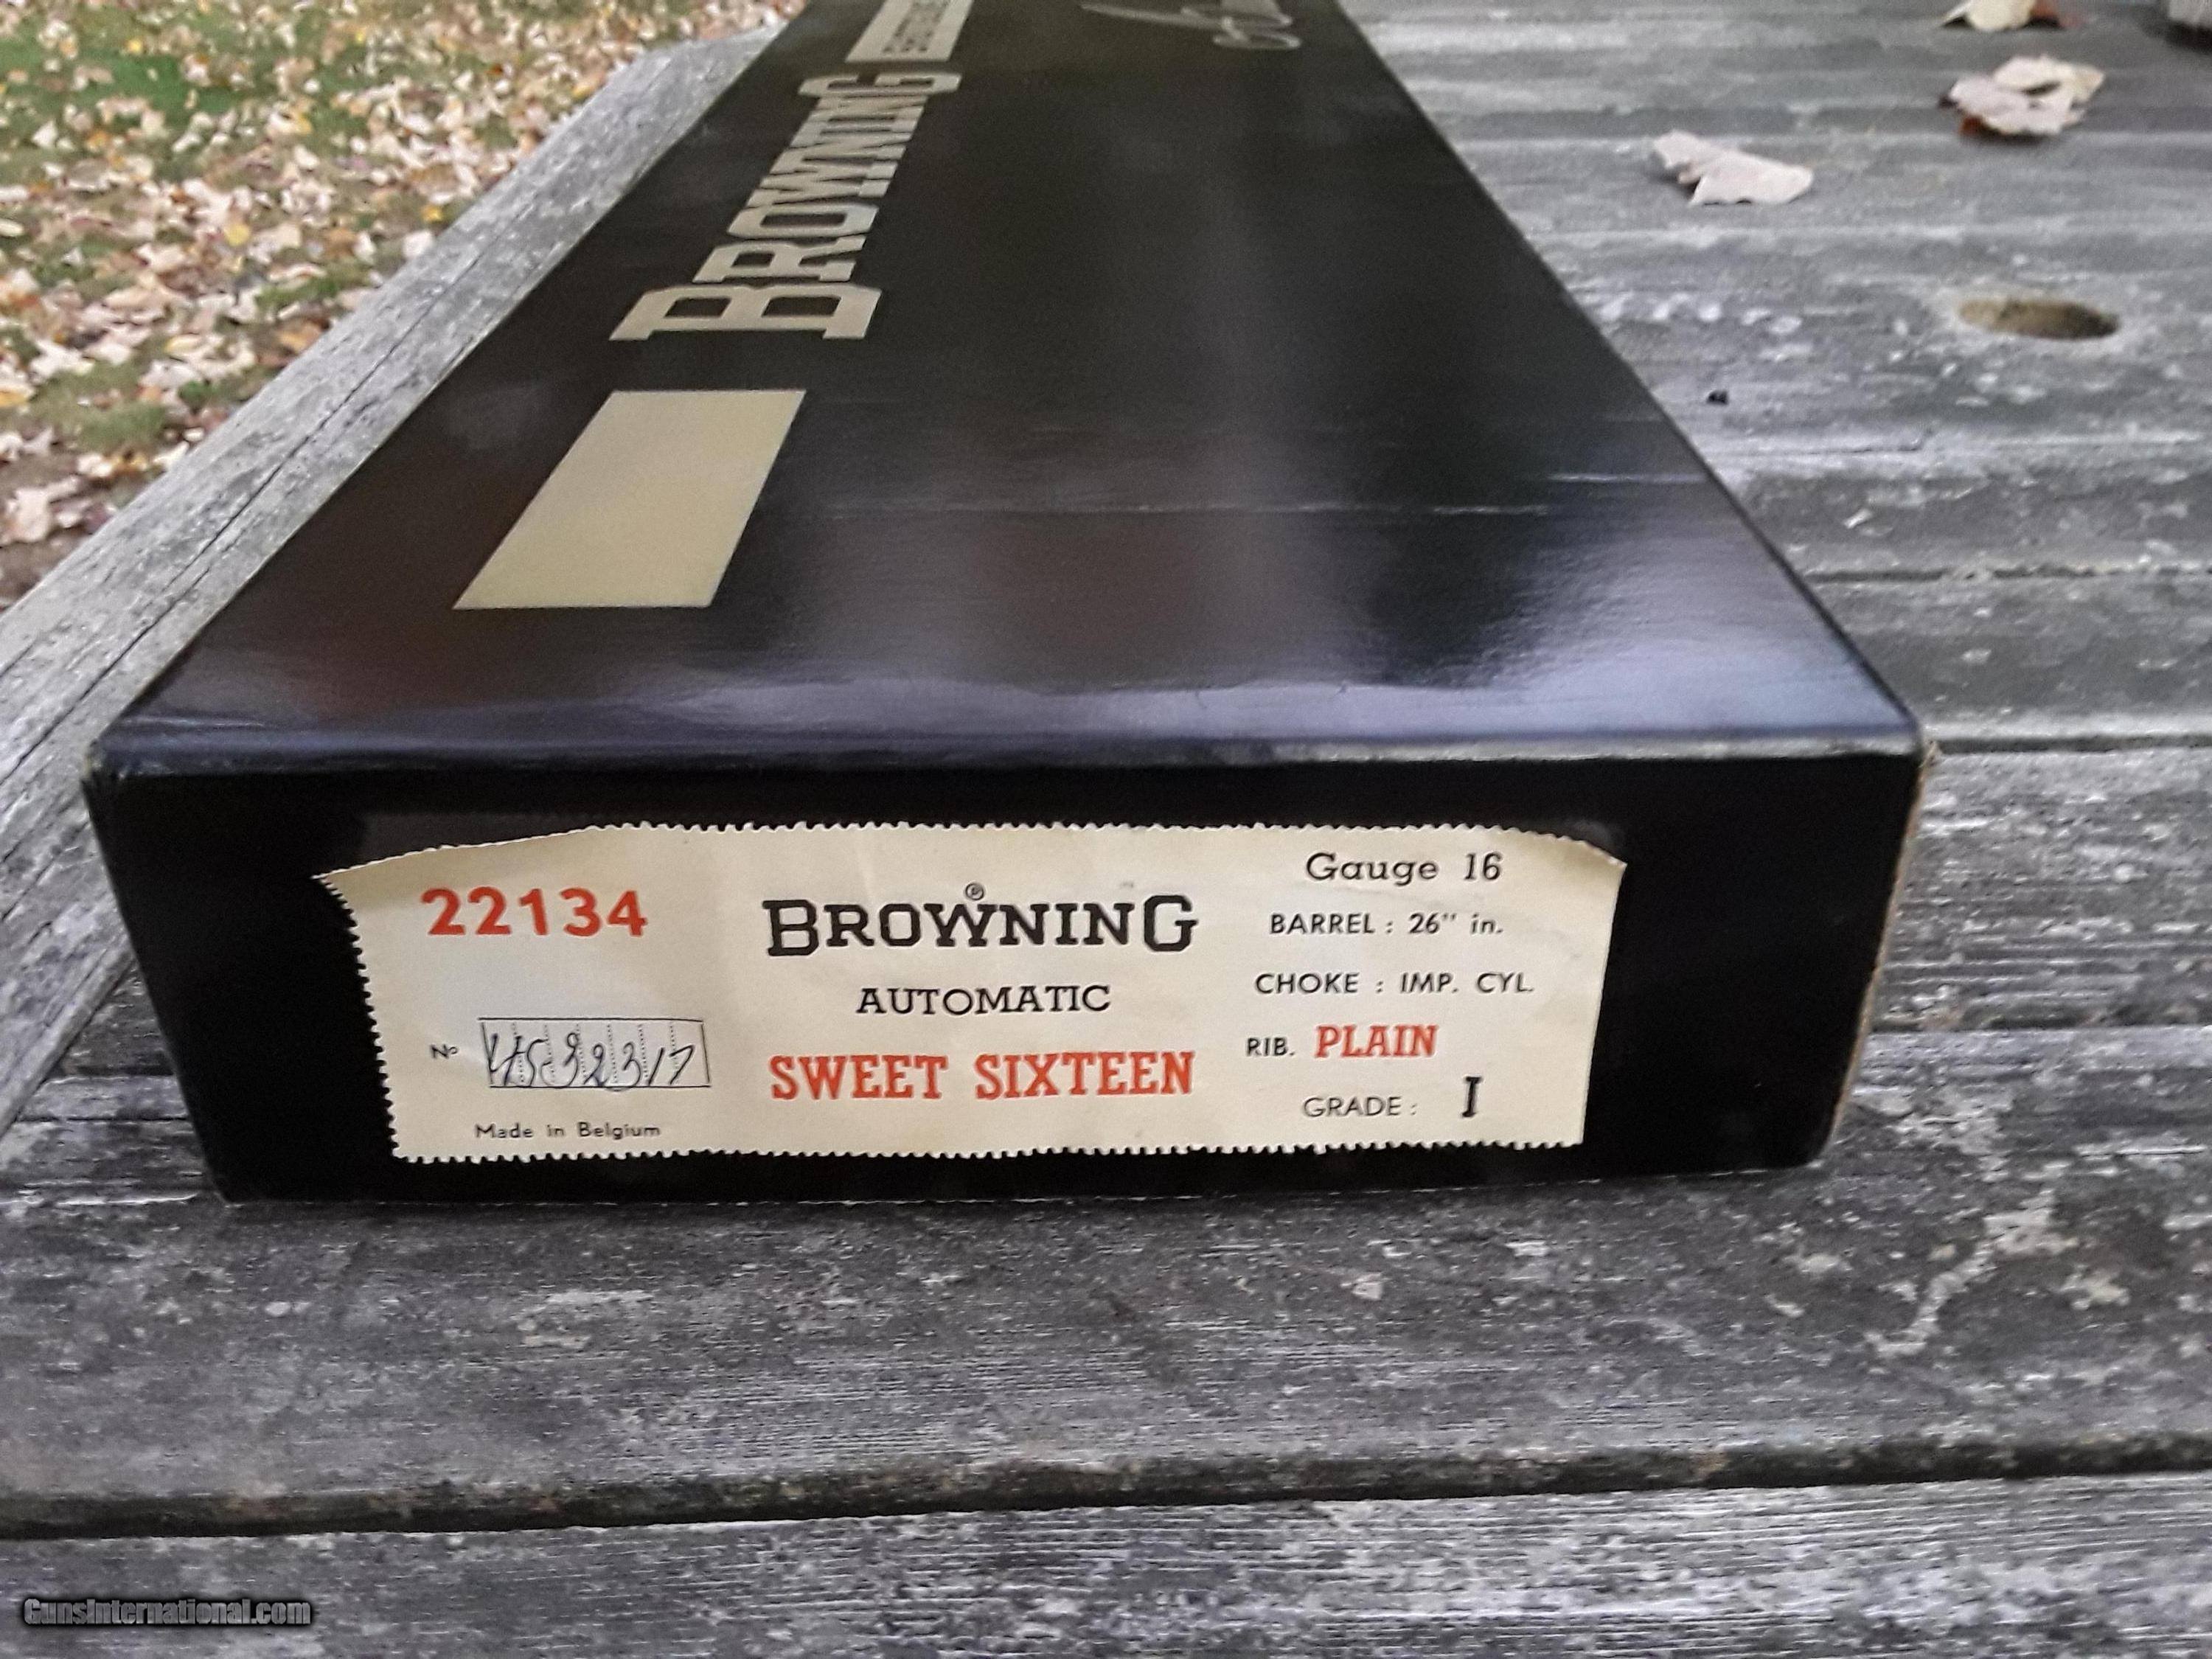 BROWNING
22134
Nº
Made in Belgium
BROWNING®
AUTOMATIC
SWEET SIXTEEN
Gauge 16
BARREL : 26" in.
CHOKE : IMP. CYL.
RIB. PLAIN
GRADE : I
GunsInternational.com